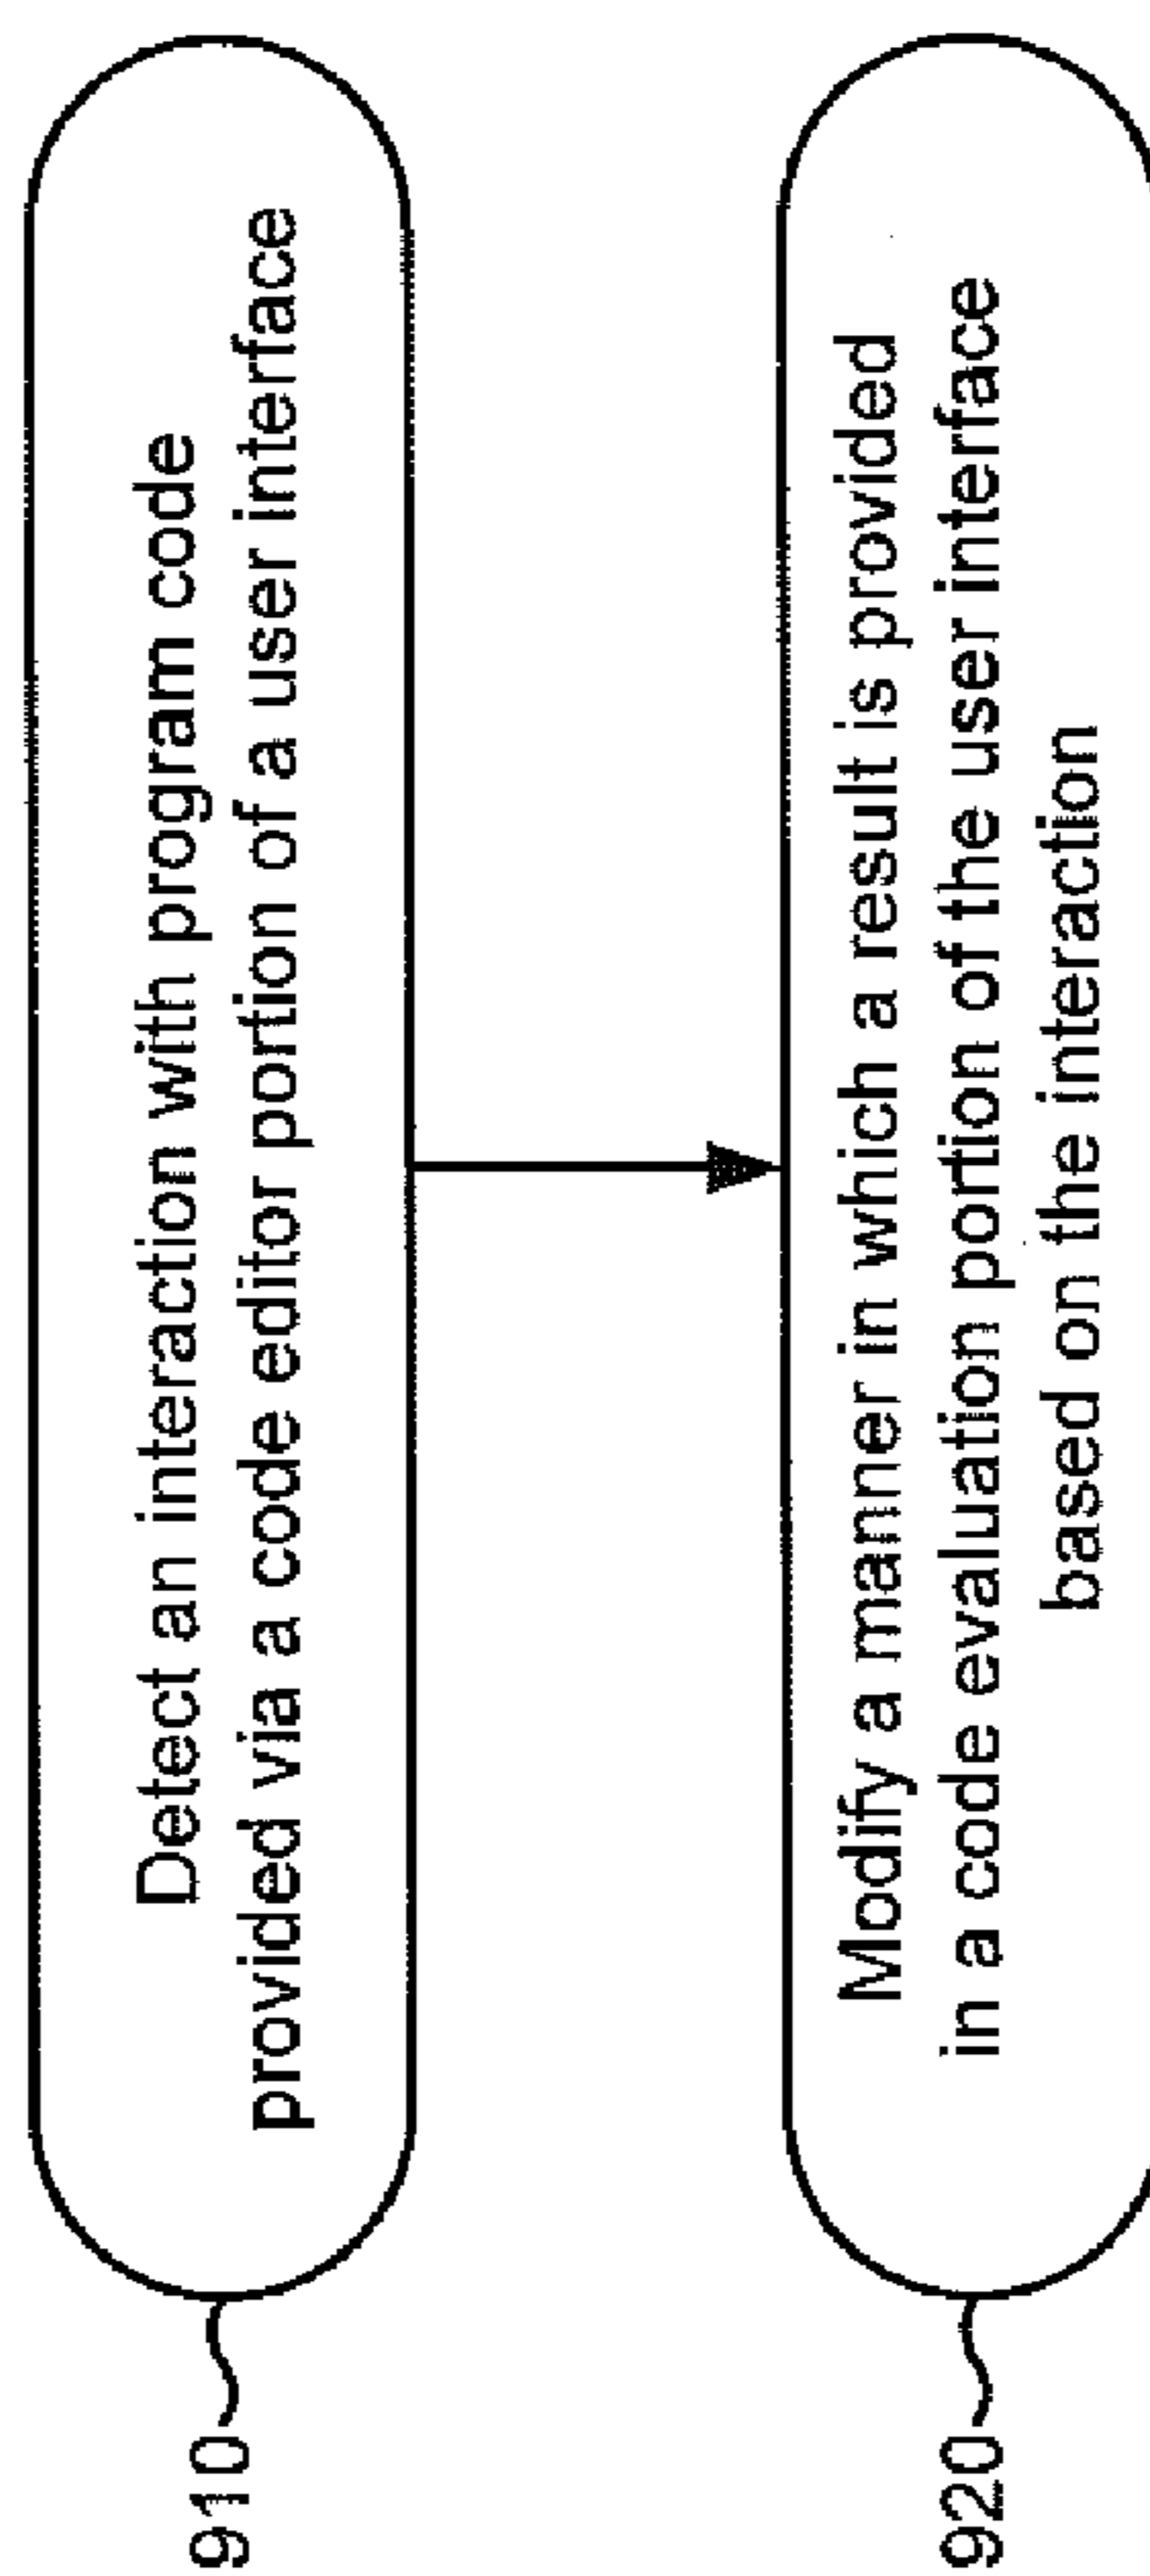 Detect an interaction with program code
provided via a code editor portion of a user interface
910
Modify a manner in which a result is provided
in a code evaluation portion of the user interface
based on the interaction
920